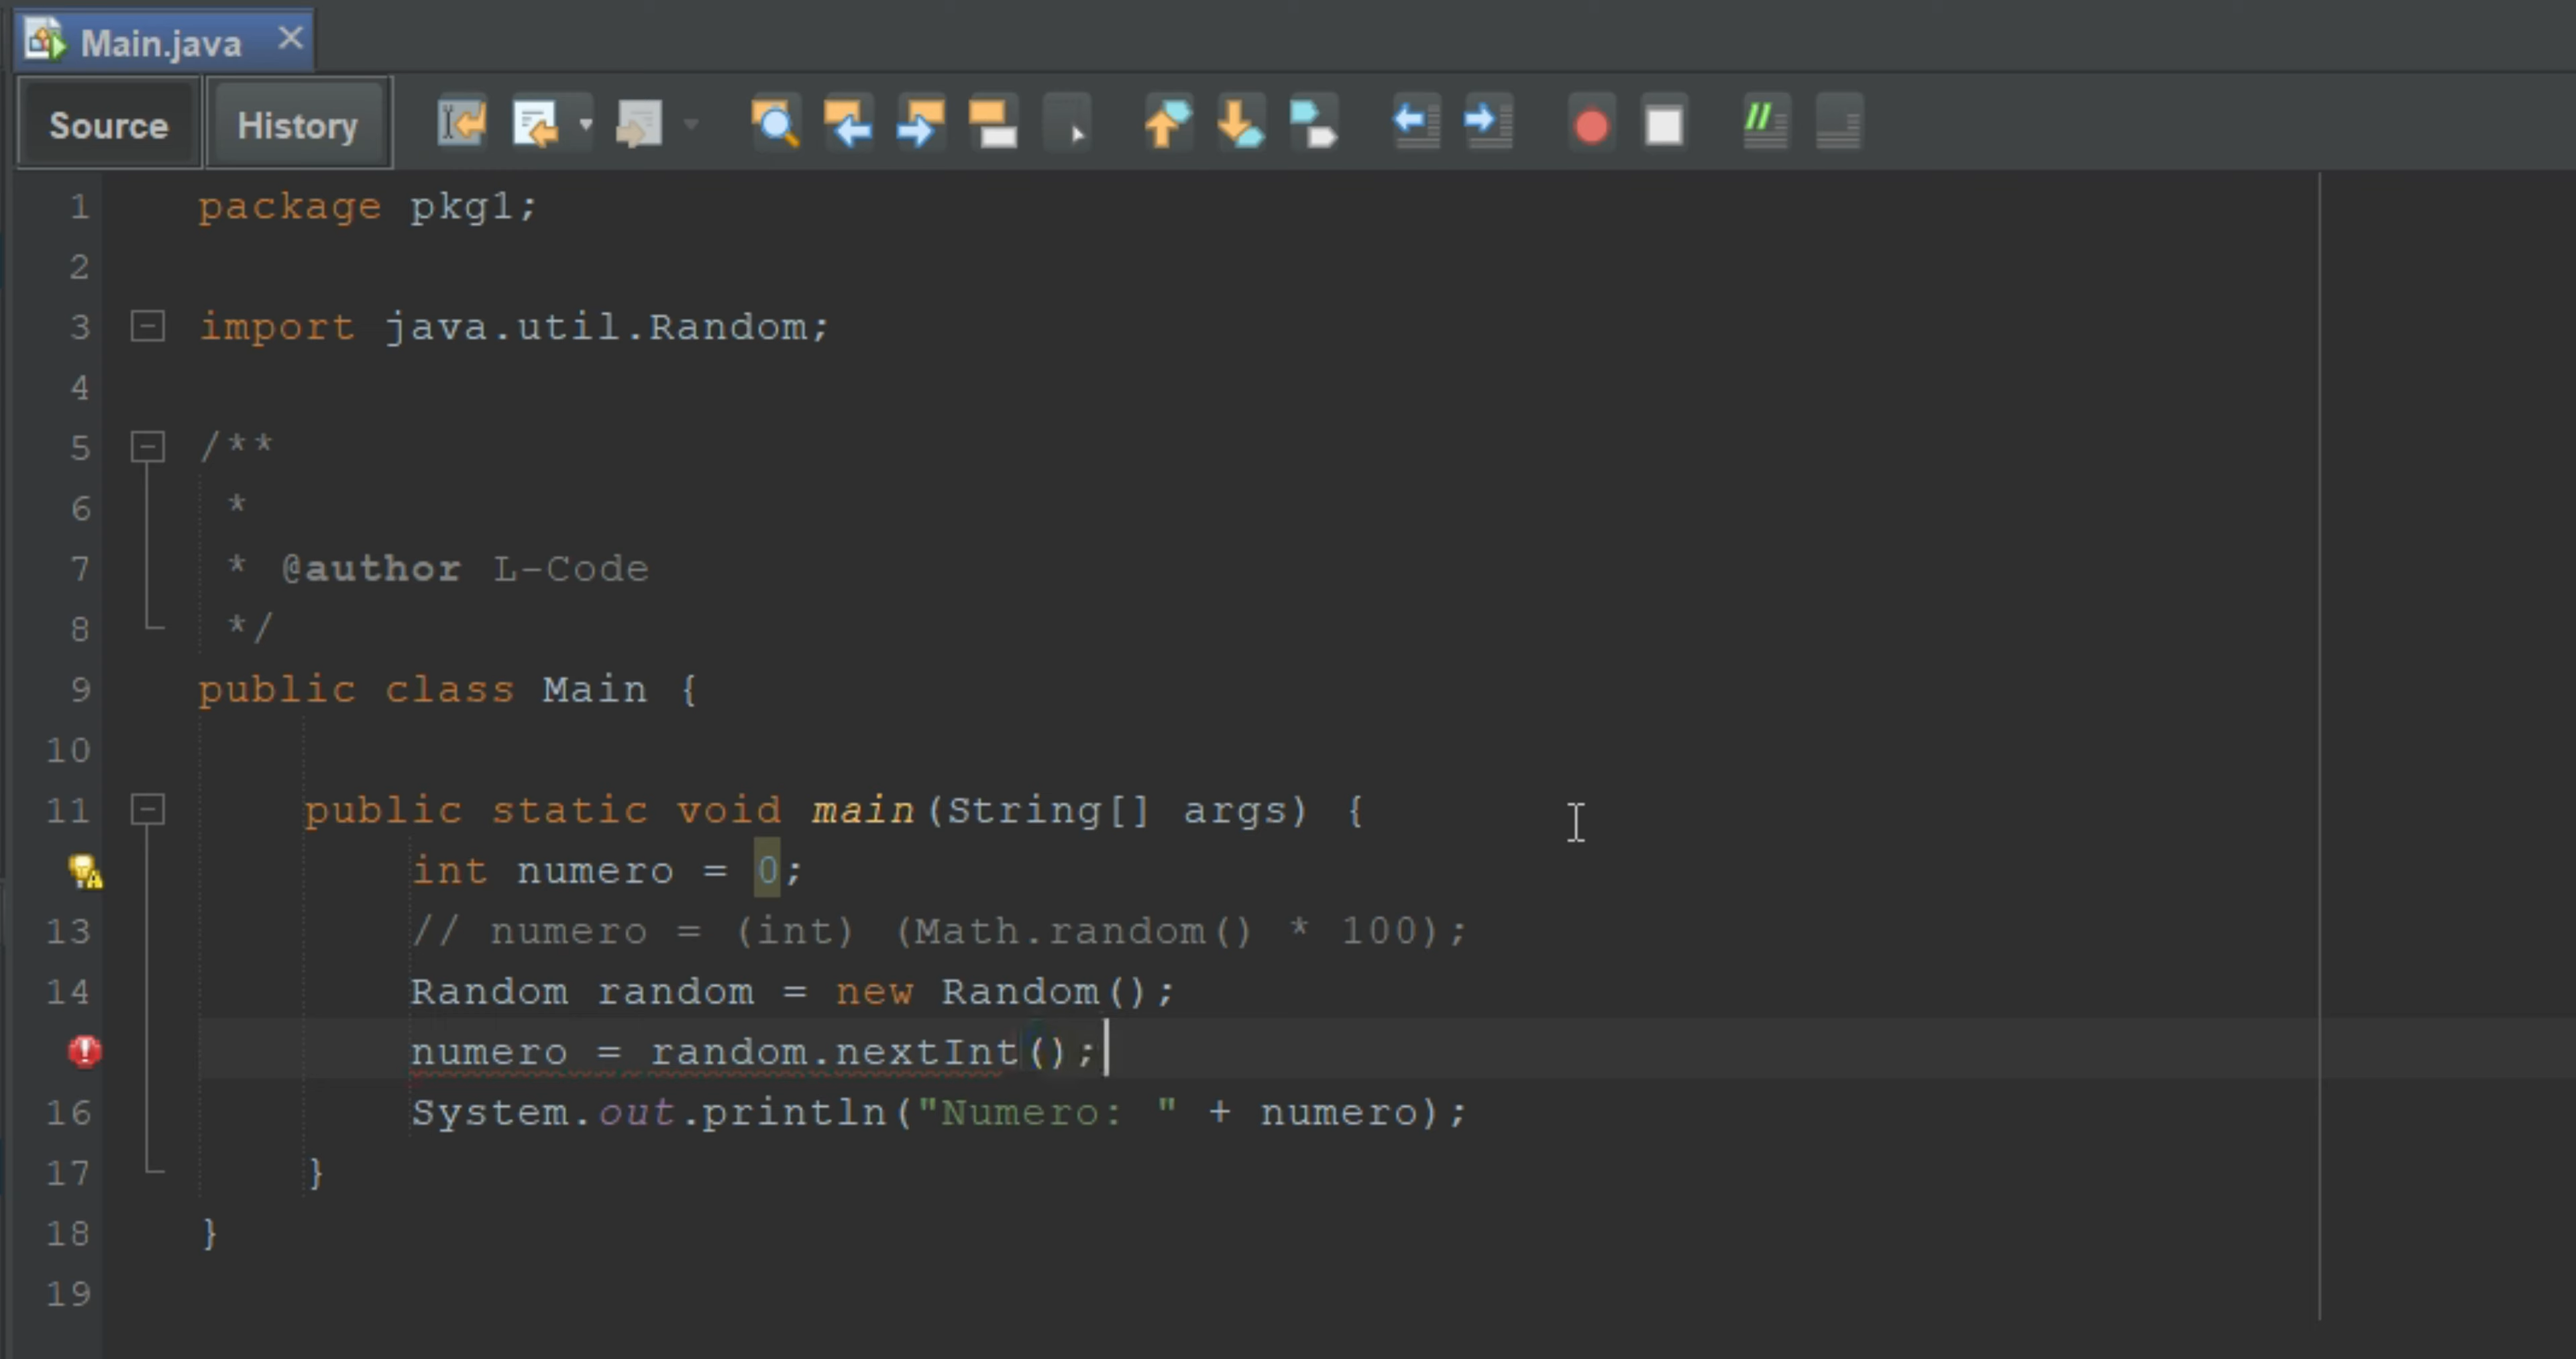 Main.java
Source History
1 package pkg1;
2
3 import java.util.Random;
4
5 /**
6 *
7 * @author L-Code
8 */
9 public class Main {
10
11 public static void main(String[] args) {
int numero = 0;
13 // numero = (int) (Math.random() * 100);
14 Random random = new Random();
numero = random.nextInt();
16 System.out.println("Numero: " + numero);
17 }
18 }
19